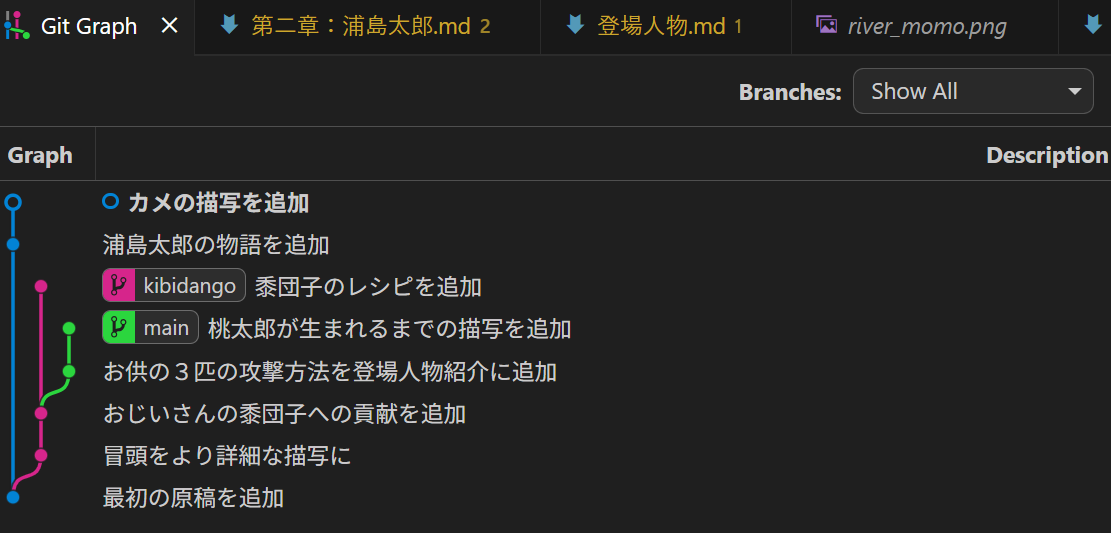 Git Graph 第二章：浦島太郎.md 2 登場人物.md 1 river_momo.png
Branches: Show All
Graph Description
カメの描写を追加
浦島太郎の物語を追加
kibidango 黍団子のレシピを追加
main 桃太郎が生まれるまでの描写を追加
お供の３匹の攻撃方法を登場人物紹介に追加
おじいさんの黍団子への貢献を追加
冒頭をより詳細な描写に
最初の原稿を追加